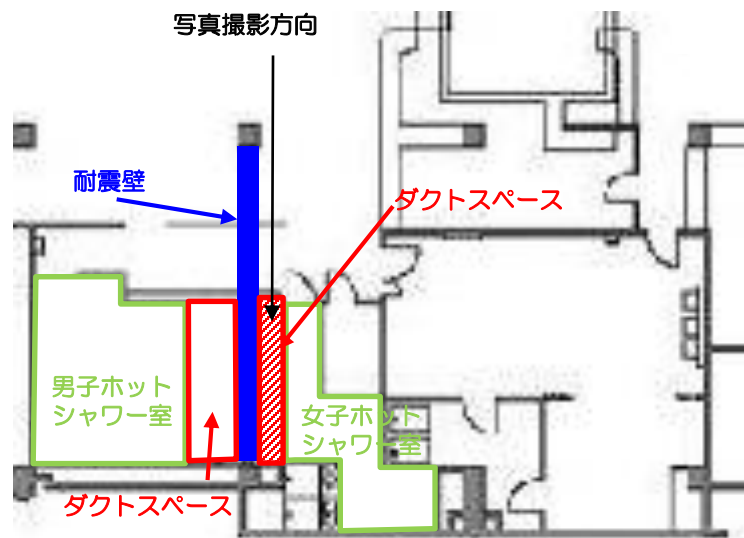 写真撮影方向
耐震壁
ダクトスペース
男子ホット
シャワー室
女子ホット
シャワー室
ダクトスペース